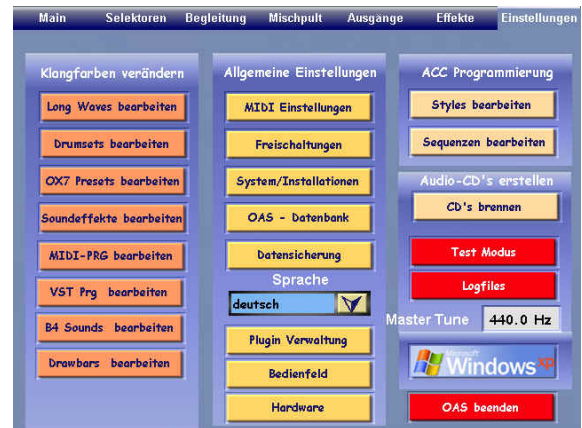 Main Selektoren Begleitung Mischpult Ausgänge Effekte Einstellungen
Klangfarben verändern
Long Waves bearbeiten
Drumsets bearbeiten
OX7 Presets bearbeiten
Soundeffekte bearbeiten
MIDI-PRG bearbeiten
VST Prg bearbeiten
B4 Sounds bearbeiten
Drawbars bearbeiten
Allgemeine Einstellungen
MIDI Einstellungen
Freischaltungen
System/Installationen
OAS - Datenbank
Datensicherung
Sprache
deutsch
Plugin Verwaltung
Bedienfeld
Hardware
ACC Programmierung
Styles bearbeiten
Sequenzen bearbeiten
Audio-CD's erstellen
CD's brennen
Test Modus
Logfiles
Master Tune 440.0 Hz
Microsoft
Windows xp
OAS beenden